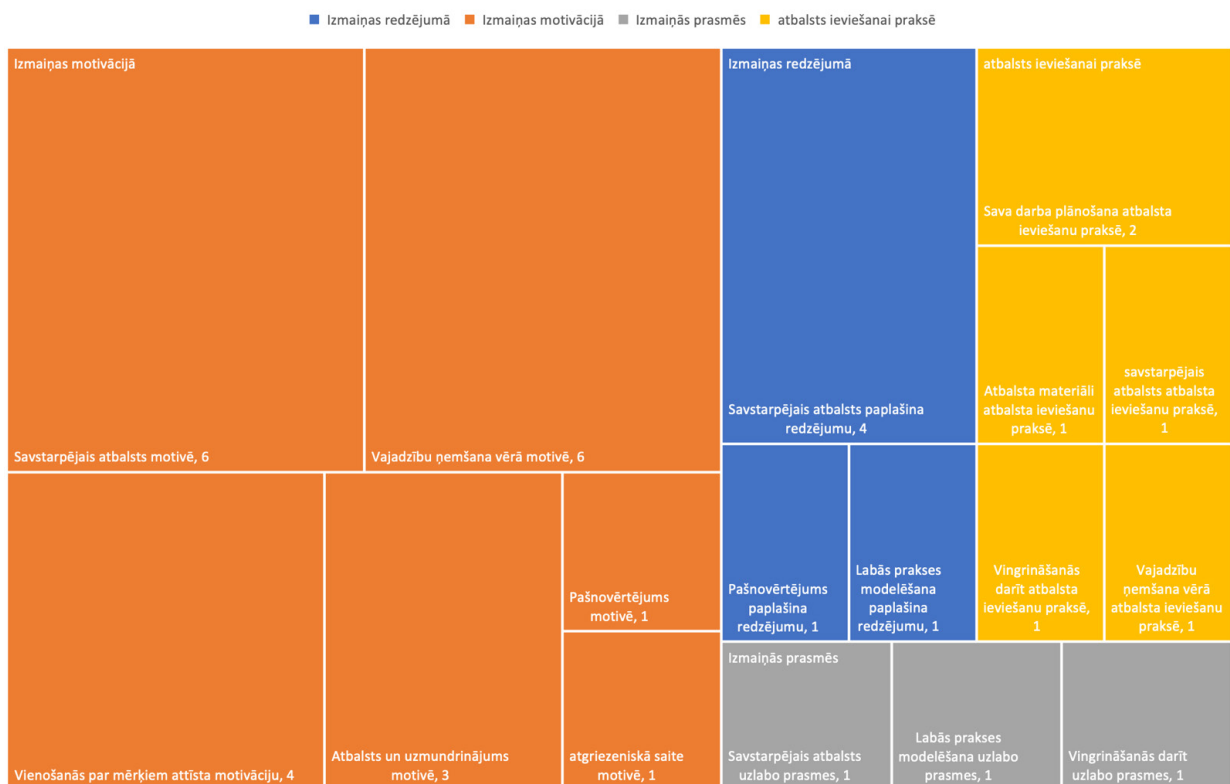 Izmaiņas redzējumā
Izmaiņas motivācijā
Izmaiņās prasmēs
atbalsts ieviešanai praksē
Izmaiņas motivācijā
Savstarpējais atbalsts motivē, 6
Vajadzību ņemšana vērā motivē, 6
Vienošanās par mērķiem attīsta motivāciju, 4
Atbalsts un uzmundrinājums
motivē, 3
Pašnovērtējums
motivē, 1
atgriezeniskā saite
motivē, 1
Izmaiņas redzējumā
Savstarpējais atbalsts paplašina
redzējumu, 4
Pašnovērtējums
paplašina
redzējumu, 1
Labās prakses
modelēšana
paplašina
redzējumu, 1
atbalsts ieviešanai praksē
Sava darba plānošana atbalsta
ieviešanu praksē, 2
Atbalsta materiāli
atbalsta ieviešanu
praksē, 1
savstarpējais
atbalsts atbalsta
ieviešanu praksē,
1
Vingrināšanās
darīt atbalsta
ieviešanu praksē,
1
Vajadzību
ņemšana vērā
atbalsta ieviešanu
praksē, 1
Izmaiņās prasmēs
Savstarpējais atbalsts
uzlabo prasmes, 1
Labās prakses
modelēšana uzlabo
prasmes, 1
Vingrināšanās darīt
uzlabo prasmes, 1